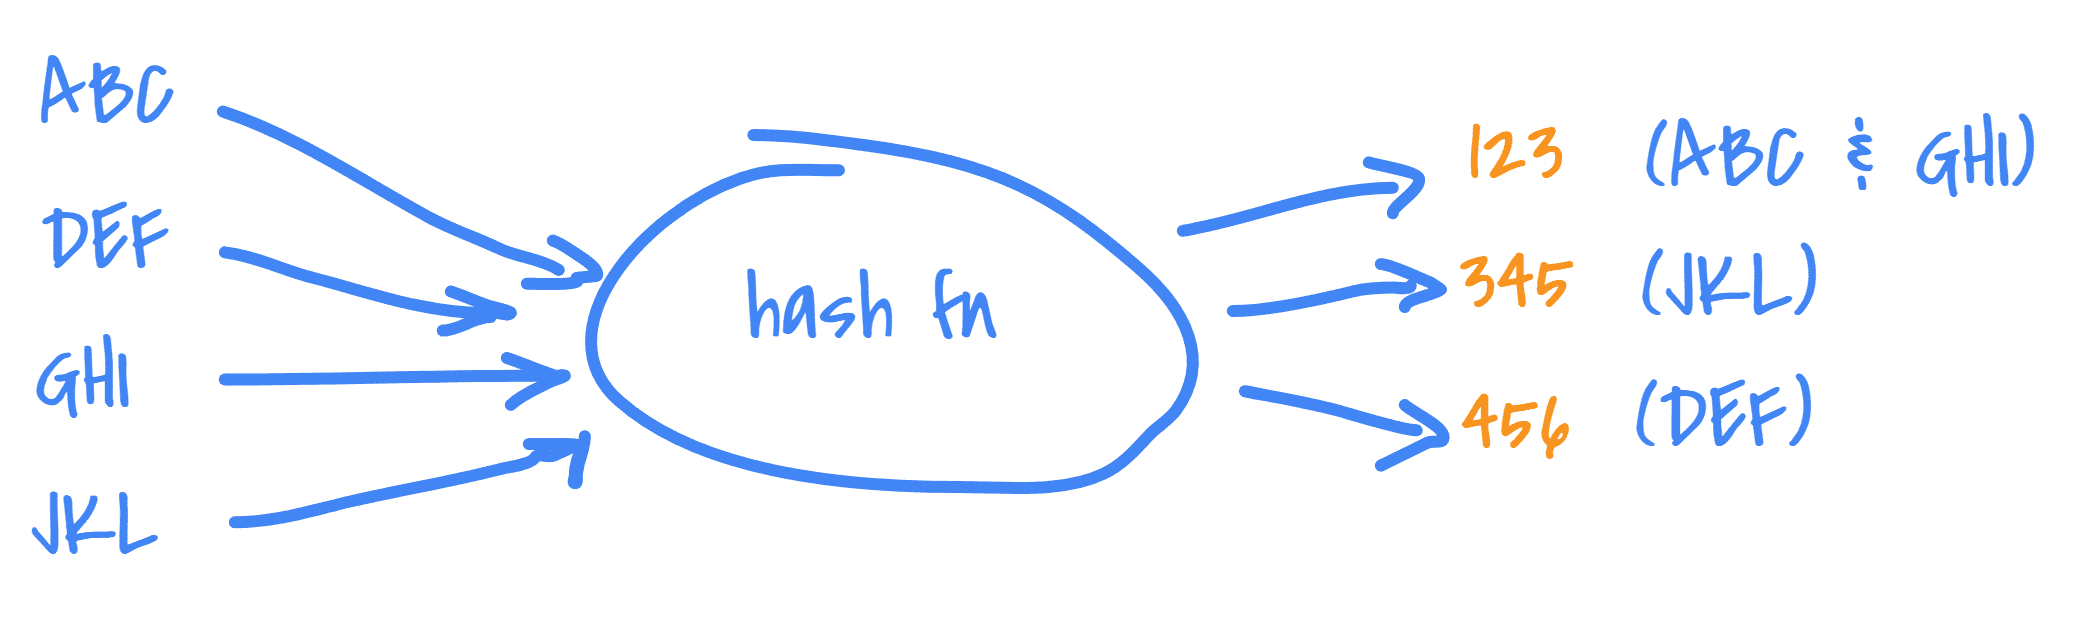 ABC
DEF
GHI
JKL
hash fn
123 (ABC & GHI)
345 (JKL)
456 (DEF)